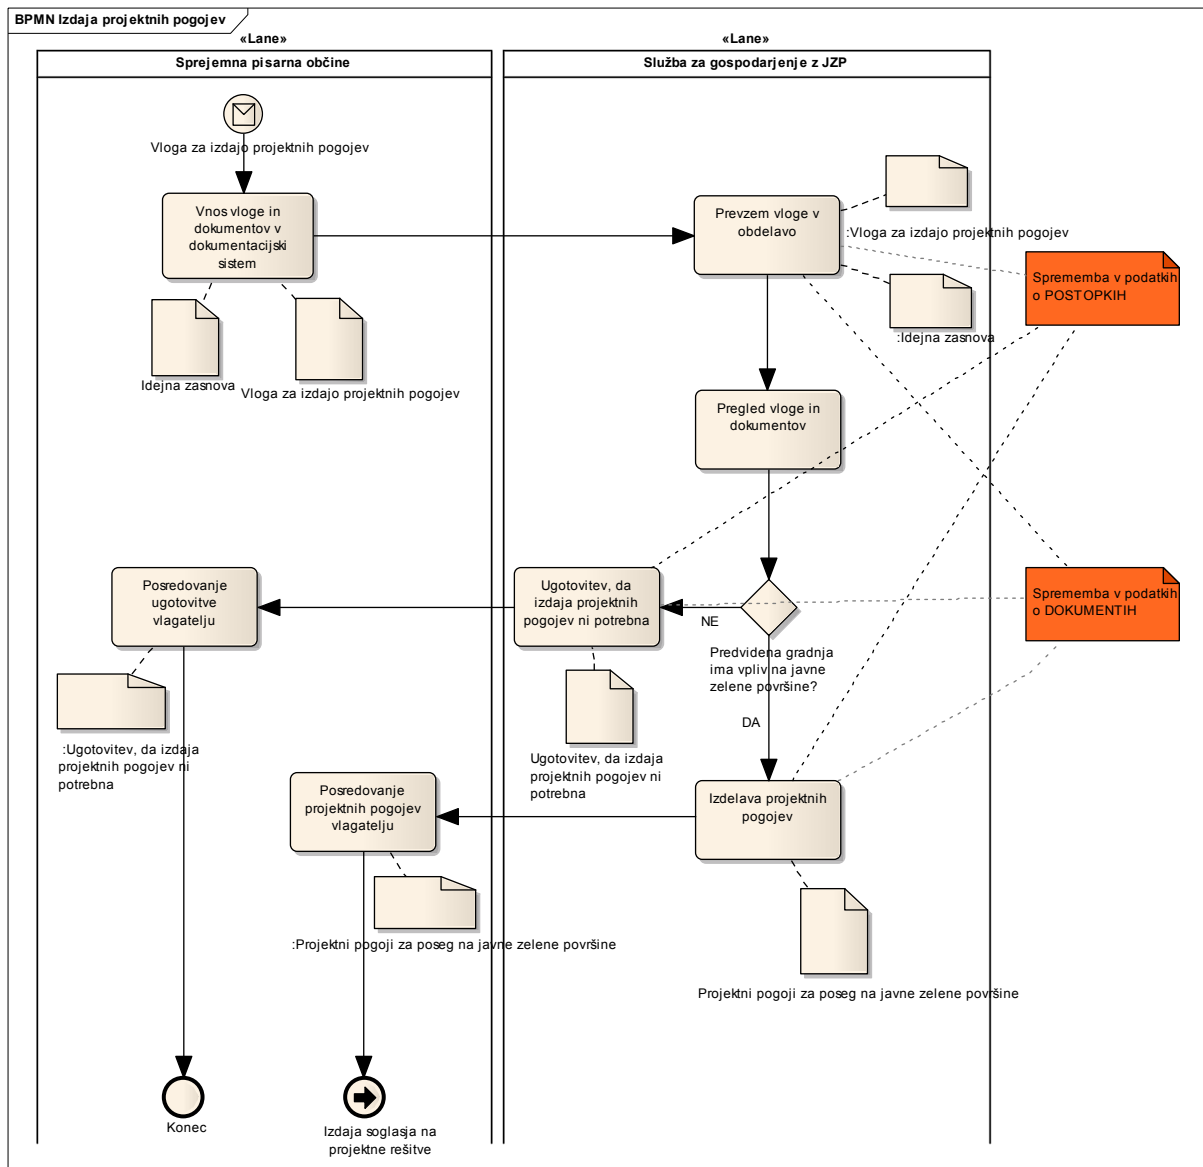 BPMN Izdaja projektnih pogojev
«Lane»
«Lane»
Sprejemna pisarna občine
Služba za gospodarjenje z JZP
Vloga za izdajo projektnih pogojev
Vnos vloge in
dokumentov v
dokumentacijski
sistem
Prevzem vloge v
obdelavo
:Vloga za izdajo projektnih pogojev
Sprememba v podatkih
o POSTOPKIH
:Idejna zasnova
Idejna zasnova
Vloga za izdajo projektnih pogojev
Pregled vloge in
dokumentov
Posredovanje
ugotovitve
vlagatelju
Ugotovitev, da
izdaja projektnih
pogojev ni potrebna
NE
Sprememba v podatkih
o DOKUMENTIH
Predvidena gradnja
ima vpliv na javne
zelene površine?
DA
:Ugotovitev, da izdaja
projektnih pogojev ni
potrebna
Ugotovitev, da izdaja
projektnih pogojev ni
potrebna
Posredovanje
projektnih pogojev
vlagatelju
Izdelava projektnih
pogojev
:Projektni pogoji za poseg na javne zelene površine
Projektni pogoji za poseg na javne zelene površine
Konec
Izdaja soglasja na
projektne rešitve